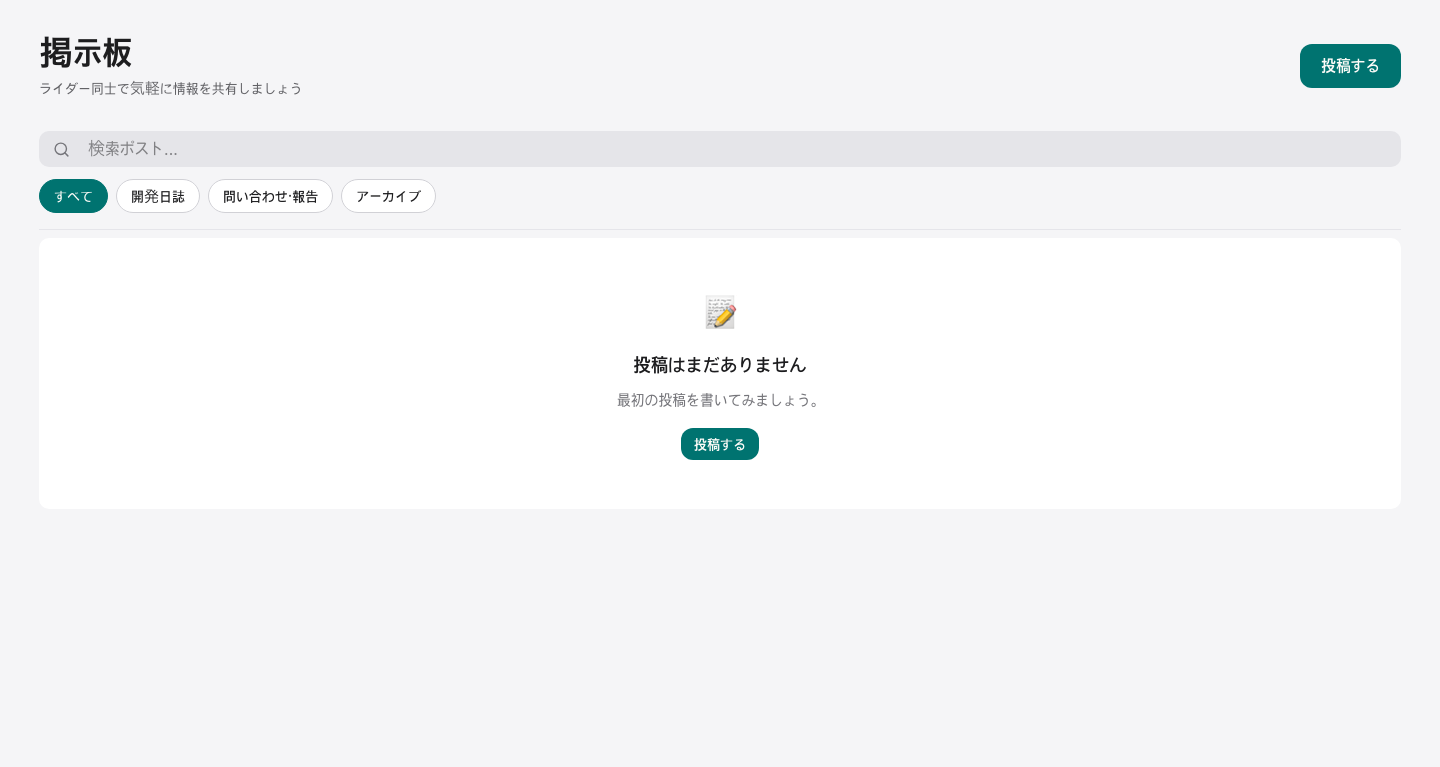 掲示板
ライダー同士で気軽に情報を共有しましょう
投稿する
検索ポスト...
すべて
開発日誌
問い合わせ·報告
アーカイブ
投稿はまだありません
最初の投稿を書いてみましょう。
投稿する